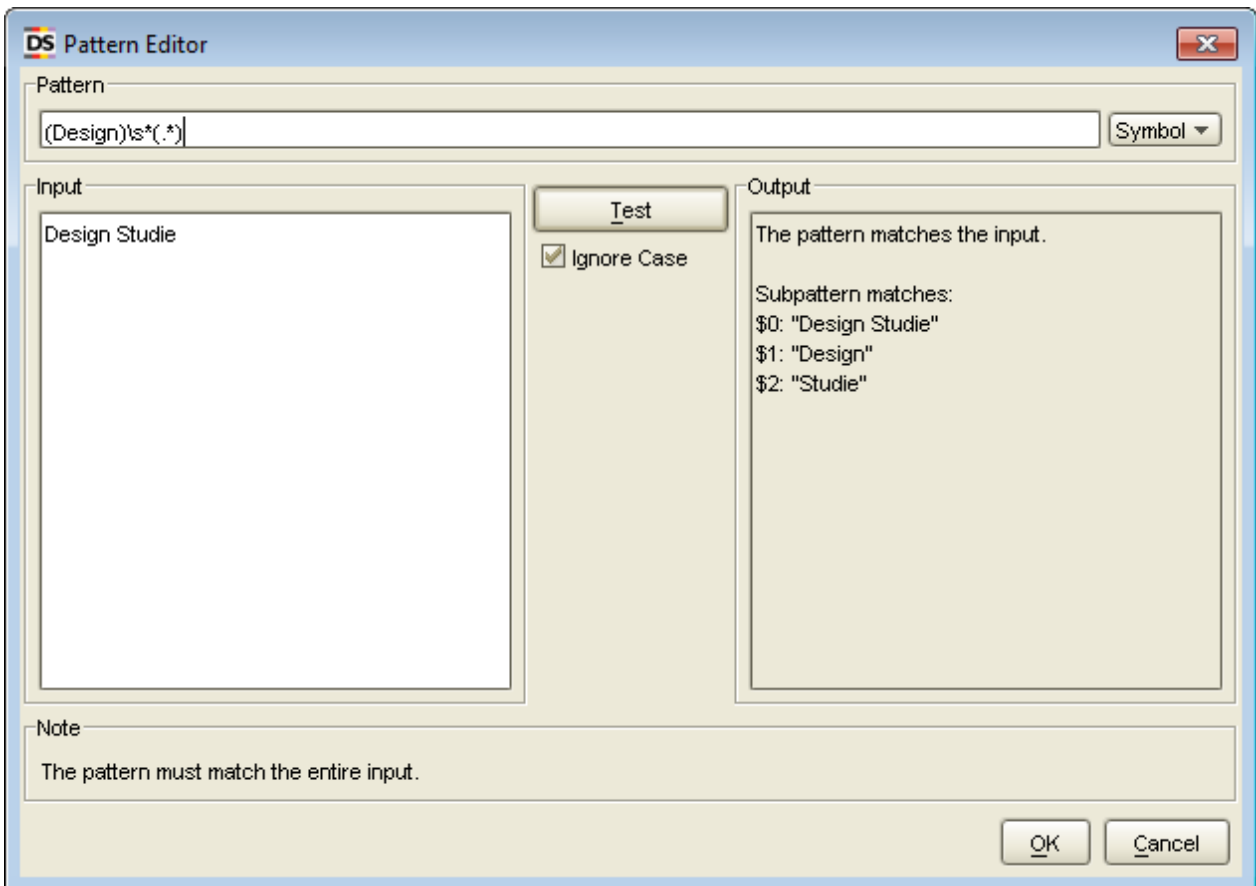 DS Pattern Editor
Pattern
(Design)\s*(.*)
Symbol
Input
Design Studie
Test
Ignore Case
Output
The pattern matches the input.
Subpattern matches:
$0: "Design Studie"
$1: "Design"
$2: "Studie"
Note
The pattern must match the entire input.
OK
Cancel